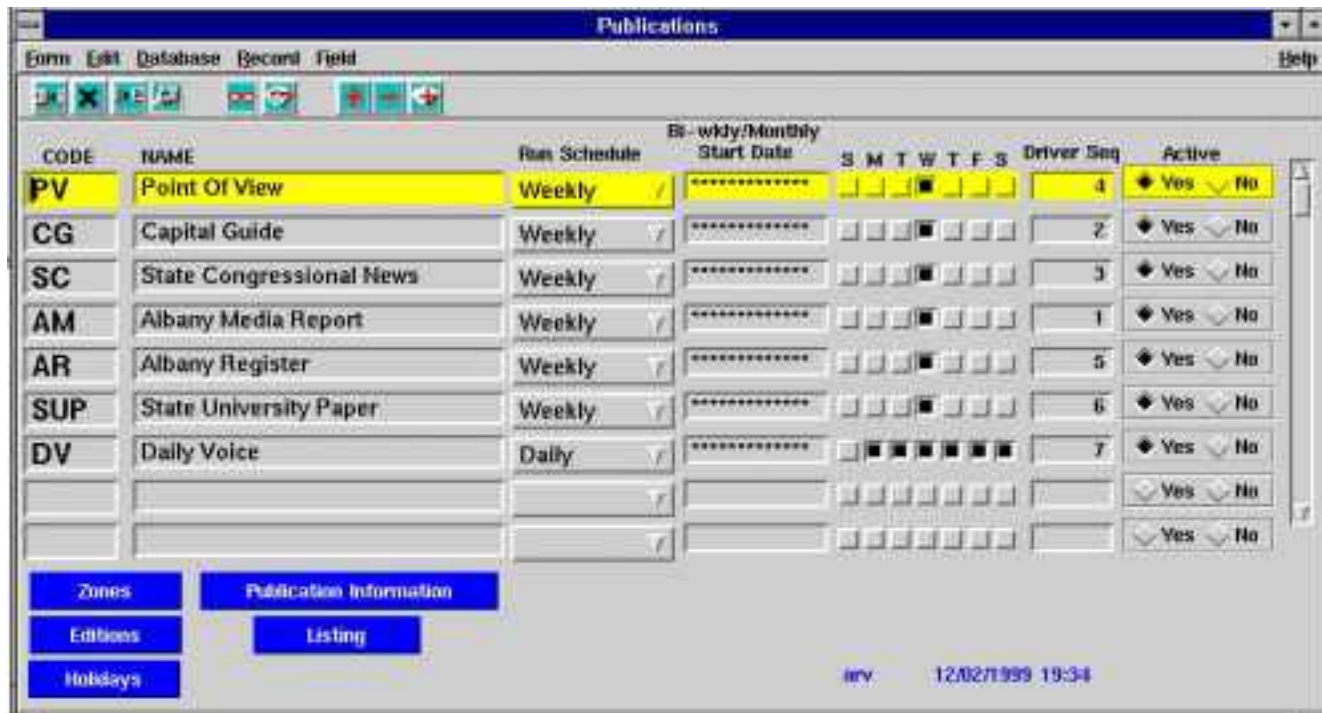 Publications
Form Edit Database Record Field Help
Bi-wkly/Monthly
CODE NAME Run Schedule Start Date S M T W T F S Driver Seq Active
PV Point Of View Weekly ************* 4 Yes No
CG Capital Guide Weekly ************* 2 Yes No
SC State Congressional News Weekly ************* 3 Yes No
AM Albany Media Report Weekly ************* 1 Yes No
AR Albany Register Weekly ************* 5 Yes No
SUP State University Paper Weekly ************* 6 Yes No
DV Daily Voice Daily ************* 7 Yes No
Yes No
Yes No
Zones Publication Information
Editions Listing
Holidays arv 12/02/1999 19:34